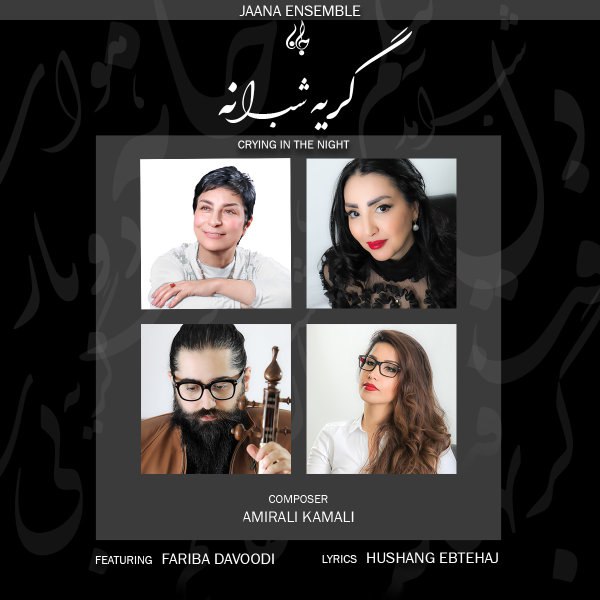 JAANA ENSEMBLE
جانا
گریه شبانه
CRYING IN THE NIGHT
COMPOSER
AMIRALI KAMALI
FEATURING FARIBA DAVOODI
LYRICS HUSHANG EBTEHAJ